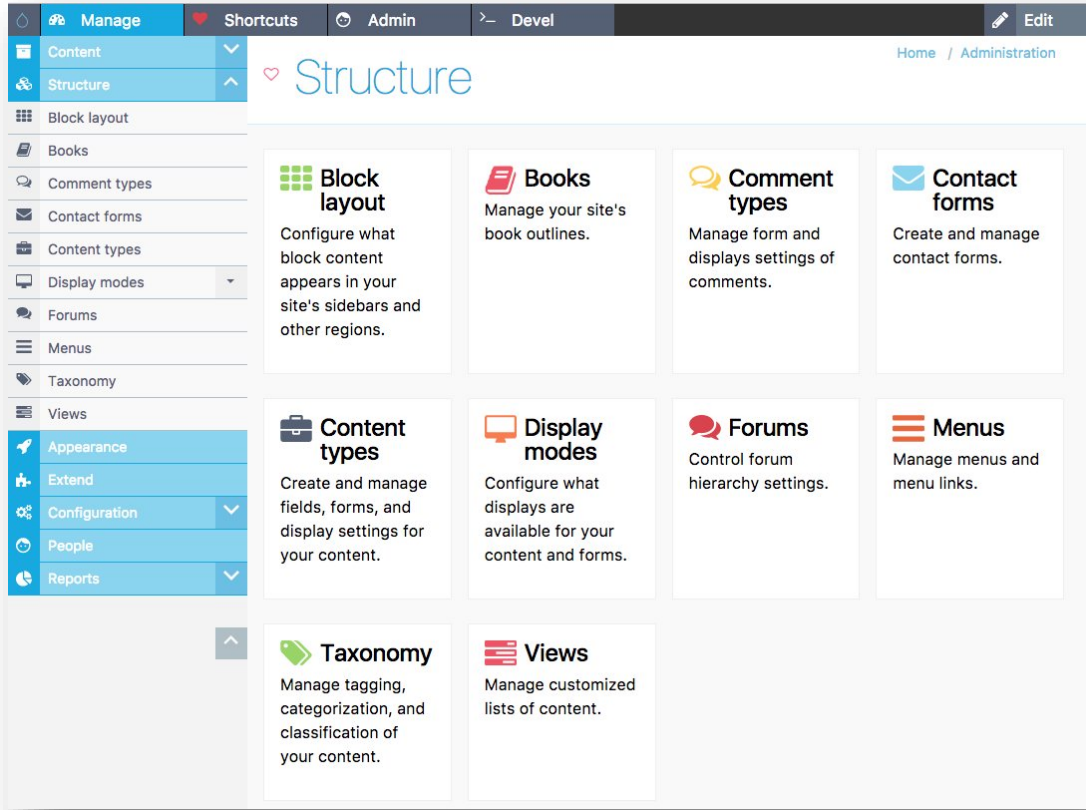 Manage
Shortcuts
Admin
Devel
Edit
Content
Structure
Block layout
Books
Comment types
Contact forms
Content types
Display modes
Forums
Menus
Taxonomy
Views
Appearance
Extend
Configuration
People
Reports
Home / Administration
Structure
Block
layout
Configure what
block content
appears in your
site's sidebars and
other regions.
Books
Manage your site's
book outlines.
Comment
types
Manage form and
displays settings of
comments.
Contact
forms
Create and manage
contact forms.
Content
types
Create and manage
fields, forms, and
display settings for
your content.
Display
modes
Configure what
displays are
available for your
content and forms.
Forums
Control forum
hierarchy settings.
Menus
Manage menus and
menu links.
Taxonomy
Manage tagging,
categorization, and
classification of
your content.
Views
Manage customized
lists of content.